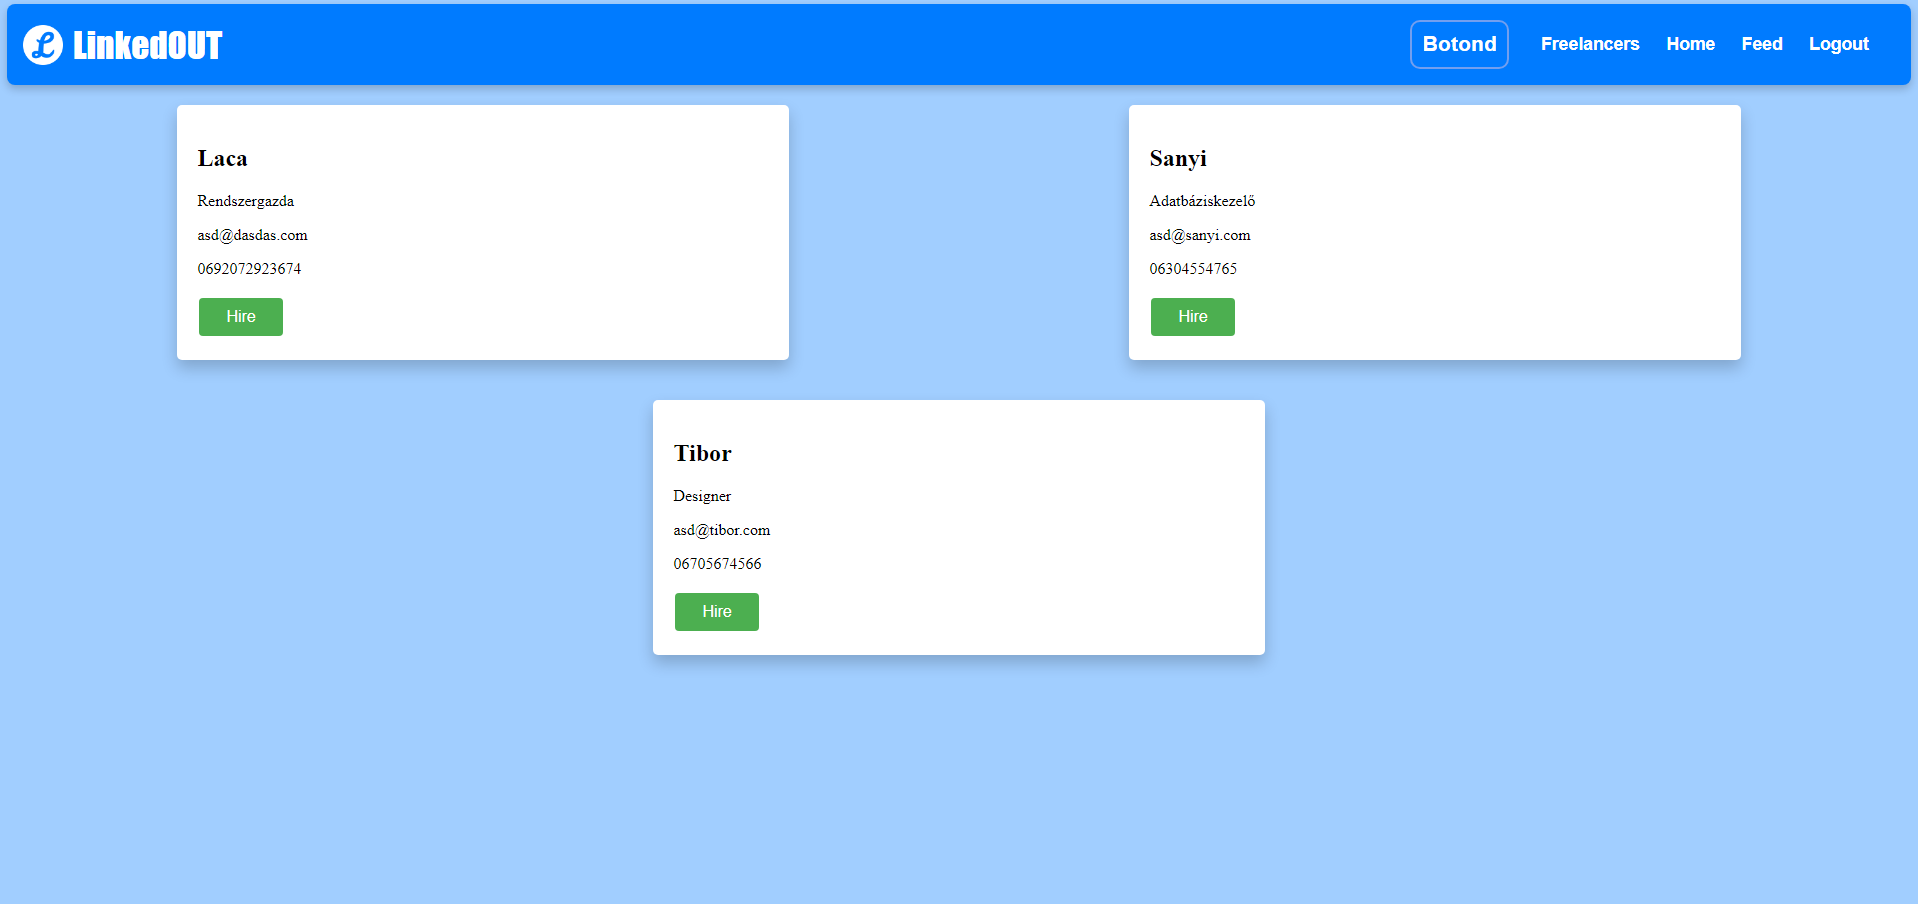 LinkedOUT
Botond
Freelancers
Home
Feed
Logout
Laca
Rendszergazda
asd@dasdas.com
0692072923674
Hire
Sanyi
Adatbáziskezelő
asd@sanyi.com
06304554765
Hire
Tibor
Designer
asd@tibor.com
06705674566
Hire